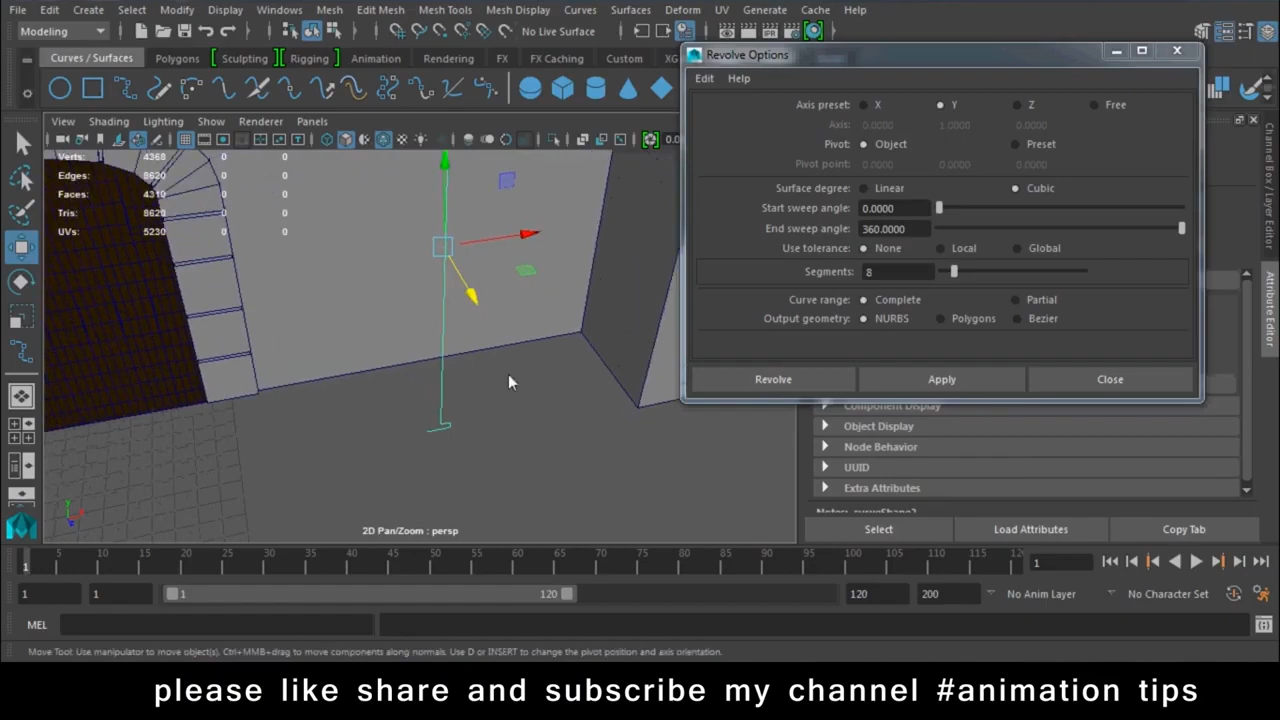 File Edit Create Select Modify Display Windows Mesh Edit Mesh Mesh Tools Mesh Display Curves Surfaces Deform UV Generate Cache Help
Modeling No Live Surface
Curves / Surfaces Polygons Sculpting Rigging Animation Rendering FX FX Caching Custom XG
View Shading Lighting Show Renderer Panels
0.0
Verts: 4368 0 0
Edges: 8620 0 0
Faces: 4310 0 0
Tris: 8620 0 0
UVs: 5230 0 0
2D Pan/Zoom : persp
Revolve Options
Edit Help
Axis preset: X Y Z Free
Axis: 0.0000 1.0000 0.0000
Pivot: Object Preset
Pivot point: 0.0000 0.0000 0.0000
Surface degree: Linear Cubic
Start sweep angle: 0.0000
End sweep angle: 360.0000
Use tolerance: None Local Global
Segments: 8
Curve range: Complete Partial
Output geometry: NURBS Polygons Bezier
Revolve Apply Close
Component Display
Object Display
Node Behavior
UUID
Extra Attributes
Select Load Attributes Copy Tab
Channel Box / Layer Editor
Attribute Editor
5 10 15 20 25 30 35 40 45 50 55 60 65 70 75 80 85 90 95 100 105 110 115 12
1 1
1 1 1 120 120 200 No Anim Layer No Character Set
MEL
Move Tool: Use manipulator to move object(s). Ctrl+MMB+drag to move components along normals. Use D or INSERT to change the pivot position and axis orientation.
please like share and subscribe my channel #animation tips